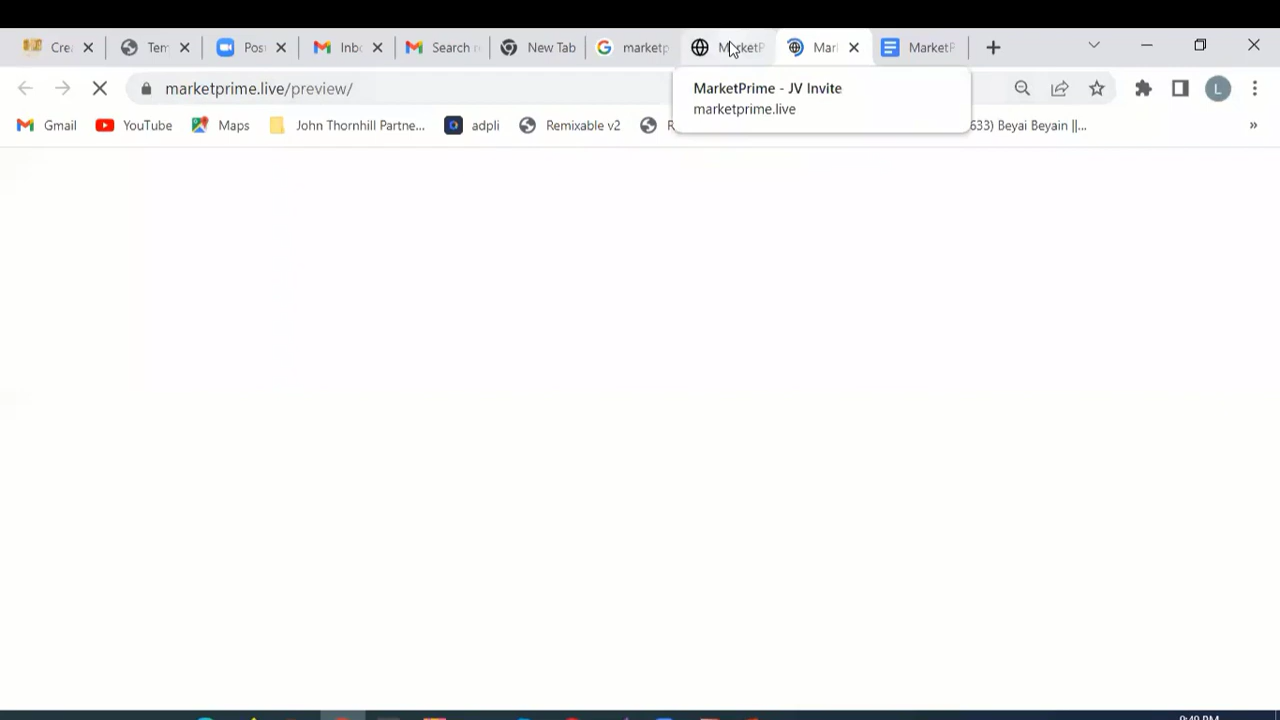 Cre
Tem
Post
Inb
Search r
New Tab
marketp
MarketP
Mar
MarketP
marketprime.live/preview/
MarketPrime - JV Invite
marketprime.live
L
Gmail
YouTube
Maps
John Thornhill Partne...
adpli
Remixable v2
633) Beyai Beyain ||...
»